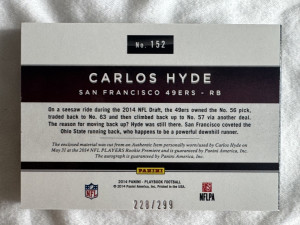 No. 152
CARLOS HYDE
SAN FRANCISCO 49ERS - RB
On a seesaw ride during the 2014 NFL Draft, the 49ers owned the No. 56 pick,
traded back to No. 63 and then climbed back up to No. 57 via another deal.
The reason for moving back up? Hyde was still there. San Francisco coveted the
Ohio State running back, who happens to be a powerful downhill runner.
The enclosed material was cut from an Authentic Item personally worn/used by Carlos Hyde on
May 31 at the 2014 NFL PLAYERS Rookie Premiere and is guaranteed by Panini America, Inc.
The autograph is guaranteed by Panini America, Inc.
PANINI
2014 PANINI - PLAYBOOK FOOTBALL
© 2014 Panini America, Inc. Printed in the USA.
NFL
NFLPA
220/299